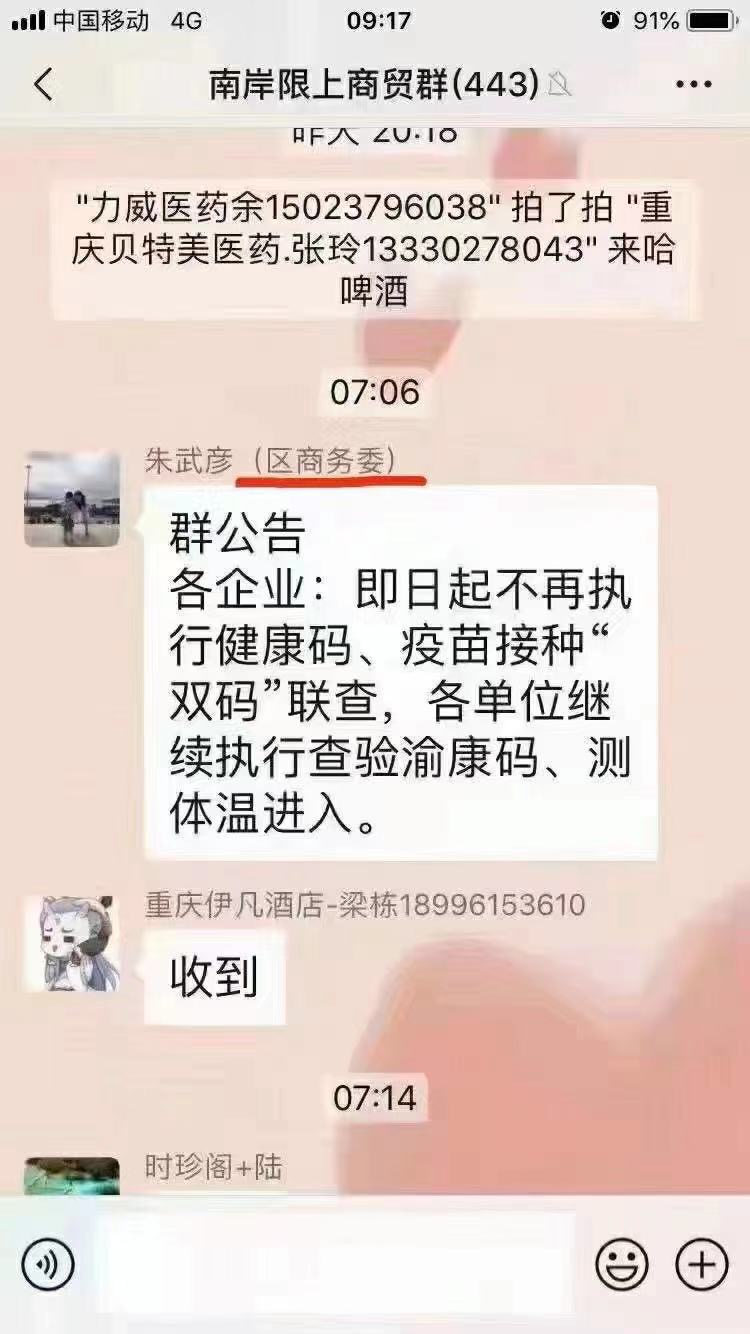 中国移动 4G 09:17 91%
南岸限上商贸群(443)
昨天 20:18
"力威医药余15023796038" 拍了拍 "重
庆贝特美医药.张玲13330278043" 来哈
啤酒
07:06
朱武彦（区商务委）
群公告
各企业：即日起不再执
行健康码、疫苗接种“
双码”联查，各单位继
续执行查验渝康码、测
体温进入。
重庆伊凡酒店-梁栋18996153610
收到
07:14
时珍阁+陆